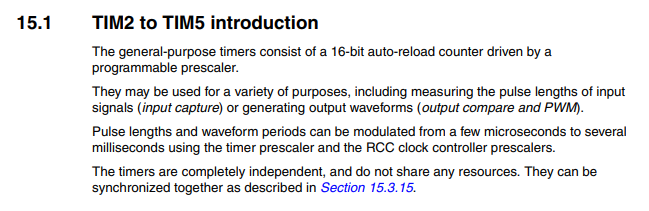 15.1 TIM2 to TIM5 introduction
The general-purpose timers consist of a 16-bit auto-reload counter driven by a
programmable prescaler.
They may be used for a variety of purposes, including measuring the pulse lengths of input
signals (input capture) or generating output waveforms (output compare and PWM).
Pulse lengths and waveform periods can be modulated from a few microseconds to several
milliseconds using the timer prescaler and the RCC clock controller prescalers.
The timers are completely independent, and do not share any resources. They can be
synchronized together as described in Section 15.3.15.